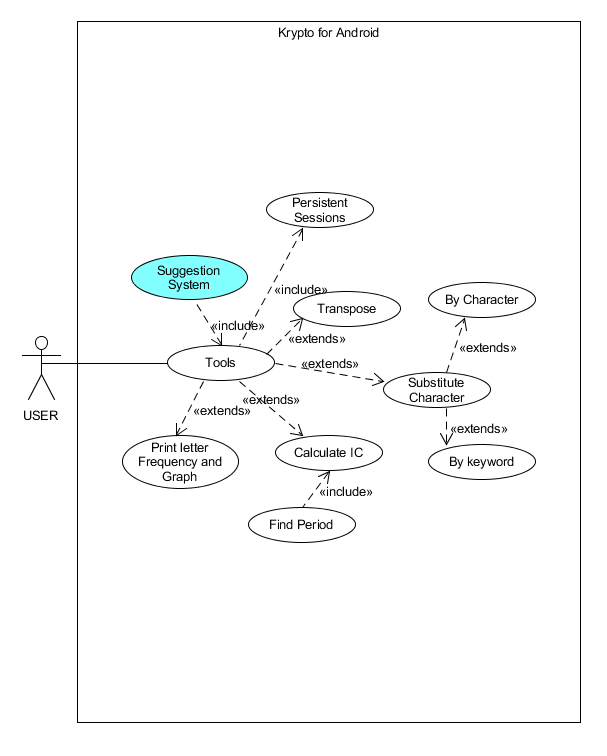 Krypto for Android
Persistent
Sessions
Suggestion
System
«include»
Transpose
By Character
«include»
«extends»
«extends»
Tools
«extends»
Substitute
Character
USER
«extends»
«extends»
«extends»
Print letter
Frequency and
Graph
Calculate IC
By keyword
«include»
Find Period